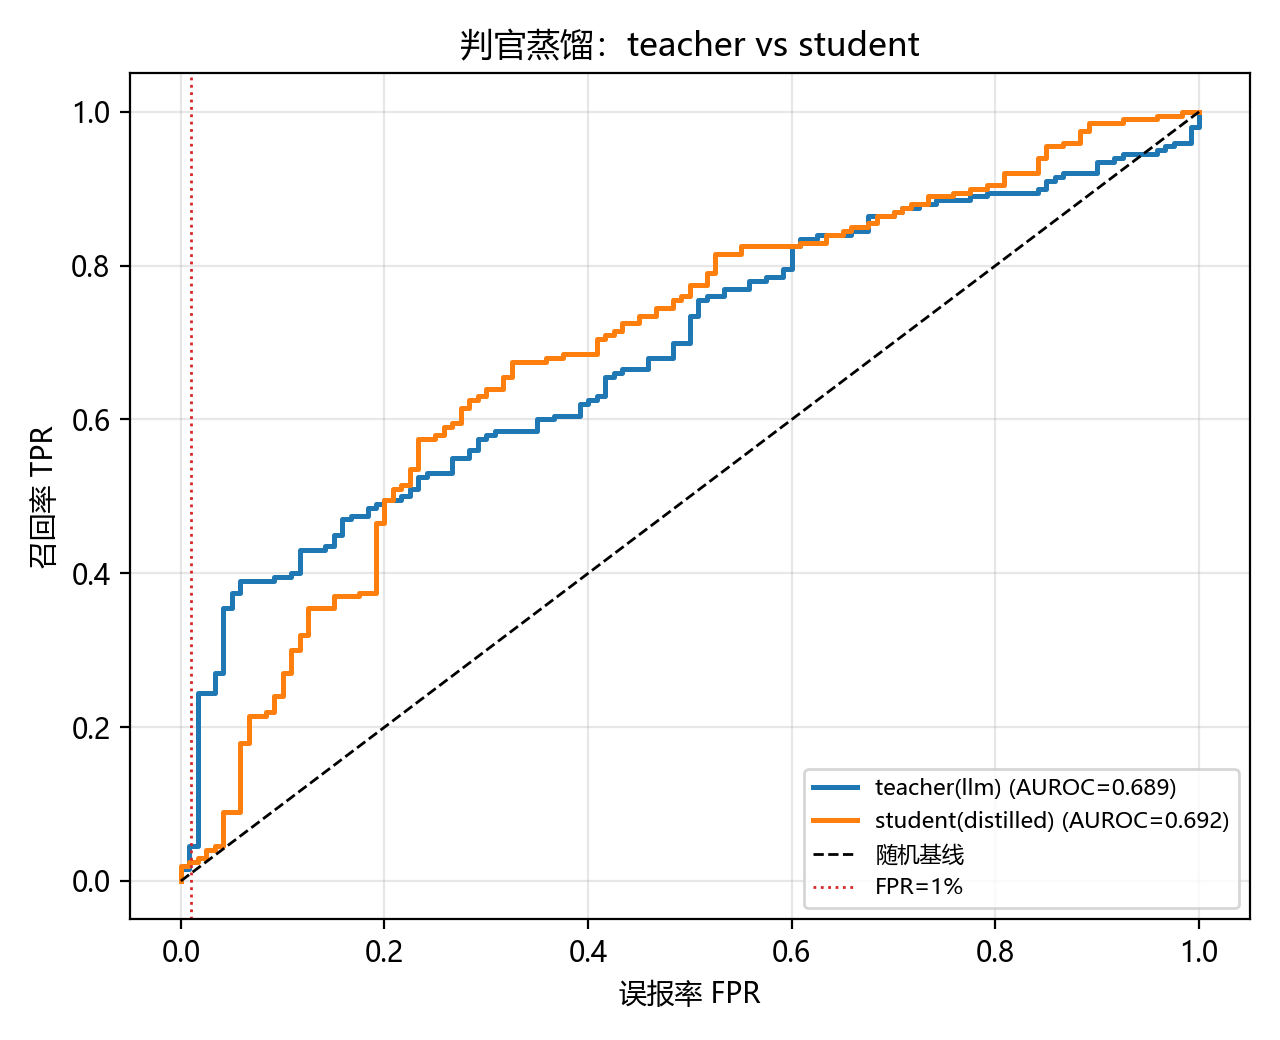 判官蒸馏：teacher vs student
召回率 TPR
1.0
0.8
0.6
0.4
0.2
0.0
0.0 0.2 0.4 0.6 0.8 1.0
误报率 FPR
teacher(llm) (AUROC=0.689)
student(distilled) (AUROC=0.692)
随机基线
FPR=1%